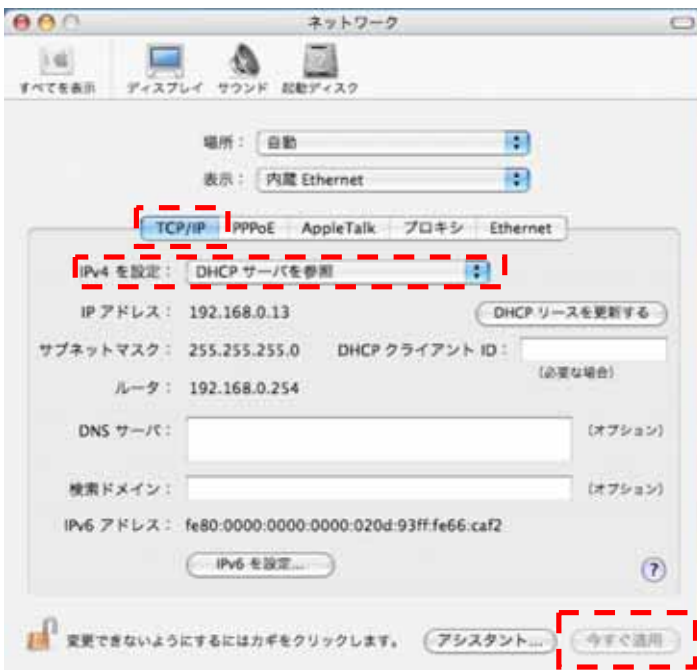 ネットワーク
すべてを表示 ディスプレイ サウンド 起動ディスク
場所： 自動
表示： 内蔵 Ethernet
TCP/IP PPPoE AppleTalk プロキシ Ethernet
IPv4 を設定： DHCP サーバを参照
IP アドレス： 192.168.0.13 DHCP リースを更新する
サブネットマスク： 255.255.255.0 DHCP クライアント ID：
（必要な場合）
ルータ： 192.168.0.254
DNS サーバ： （オプション）
検索ドメイン： （オプション）
IPv6 アドレス： fe80:0000:0000:0000:020d:93ff:fe66:caf2
IPv6 を設定... ?
変更できないようにするにはカギをクリックします。 アシスタント... 今すぐ適用